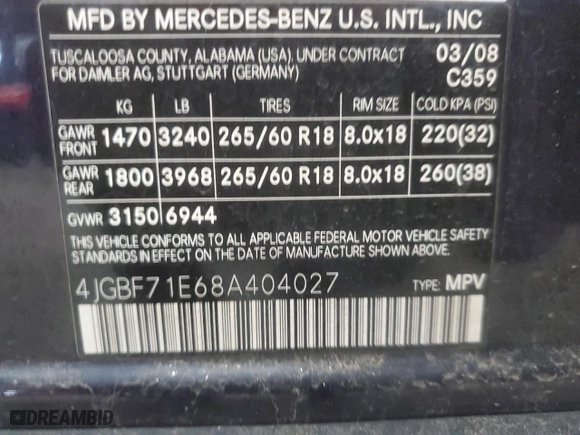 MFD BY MERCEDES-BENZ U.S. INTL., INC
TUSCALOOSA COUNTY, ALABAMA (USA), UNDER CONTRACT 03/08
FOR DAIMLER AG, STUTTGART (GERMANY) C359
KG LB TIRES RIM SIZE COLD KPA (PSI)
GAWR FRONT 1470 3240 265/60 R18 8.0x18 220(32)
GAWR REAR 1800 3968 265/60 R18 8.0x18 260(38)
GVWR 3150 6944
THIS VEHICLE CONFORMS TO ALL APPLICABLE FEDERAL MOTOR VEHICLE SAFETY
STANDARDS IN EFFECT ON THE DATE OF MANUFACTURE SHOWN ABOVE.
4JGBF71E68A404027 TYPE: MPV
DREAMBID